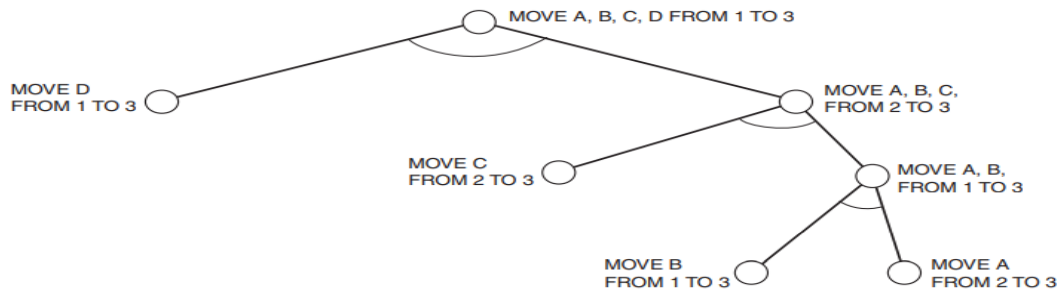 MOVE A, B, C, D FROM 1 TO 3
MOVE D
FROM 1 TO 3
MOVE A, B, C,
FROM 2 TO 3
MOVE C
FROM 2 TO 3
MOVE A, B,
FROM 1 TO 3
MOVE B
FROM 1 TO 3
MOVE A
FROM 2 TO 3